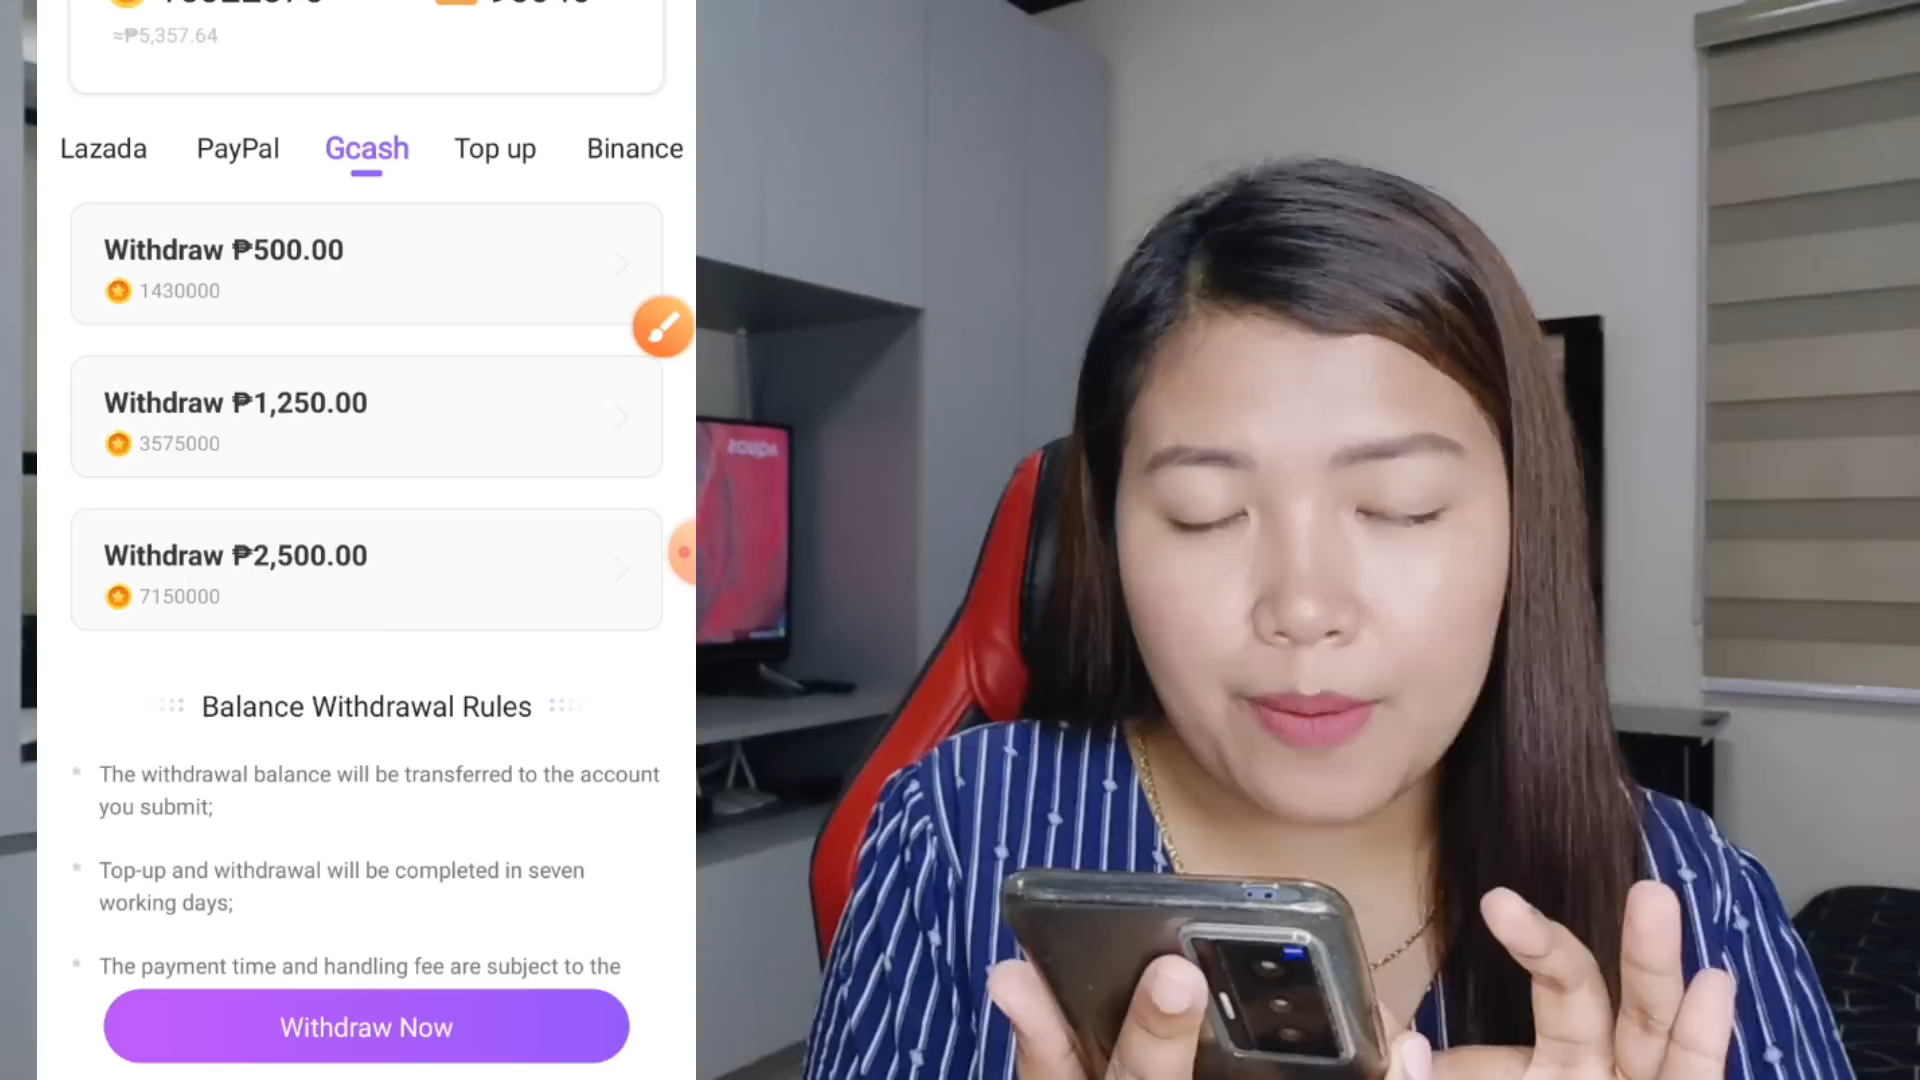 ≈₱5,357.64
Lazada PayPal Gcash Top up Binance
Withdraw ₱500.00
1430000
Withdraw ₱1,250.00
3575000
Withdraw ₱2,500.00
7150000
Balance Withdrawal Rules
* The withdrawal balance will be transferred to the account
you submit;
* Top-up and withdrawal will be completed in seven
working days;
* The payment time and handling fee are subject to the
Withdraw Now